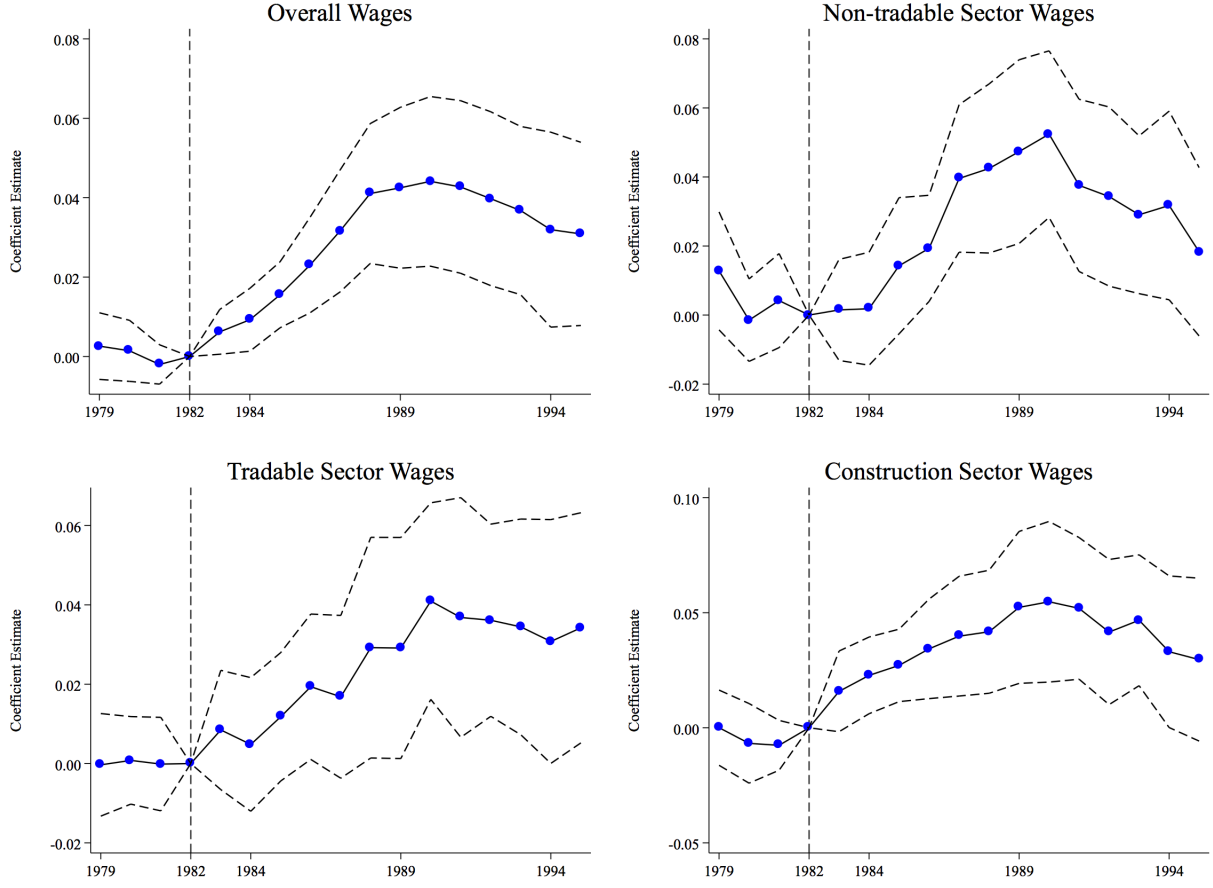 Overall Wages
Coefficient Estimate
0.08
0.06
0.04
0.02
0.00
1979 1982 1984 1989 1994
Non-tradable Sector Wages
Coefficient Estimate
0.08
0.06
0.04
0.02
0.00
-0.02
1979 1982 1984 1989 1994
Tradable Sector Wages
Coefficient Estimate
0.06
0.04
0.02
0.00
-0.02
1979 1982 1984 1989 1994
Construction Sector Wages
Coefficient Estimate
0.10
0.05
0.00
-0.05
1979 1982 1984 1989 1994